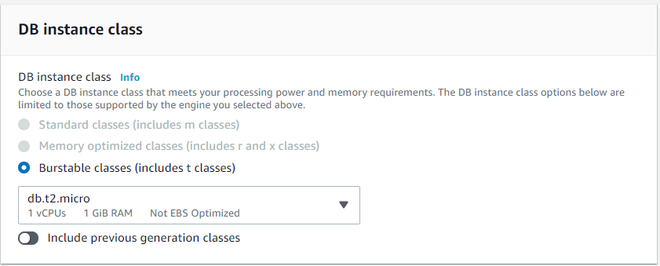 DB instance class
DB instance class Info
Choose a DB instance class that meets your processing power and memory requirements. The DB instance class options below are
limited to those supported by the engine you selected above.
Standard classes (includes m classes)
Memory optimized classes (includes r and x classes)
Burstable classes (includes t classes)
db.t2.micro
1 vCPUs 1 GiB RAM Not EBS Optimized
Include previous generation classes